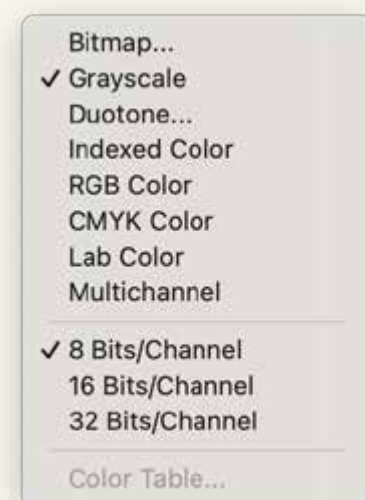 Bitmap...
✓ Grayscale
Duotone...
Indexed Color
RGB Color
CMYK Color
Lab Color
Multichannel
✓ 8 Bits/Channel
16 Bits/Channel
32 Bits/Channel
Color Table...